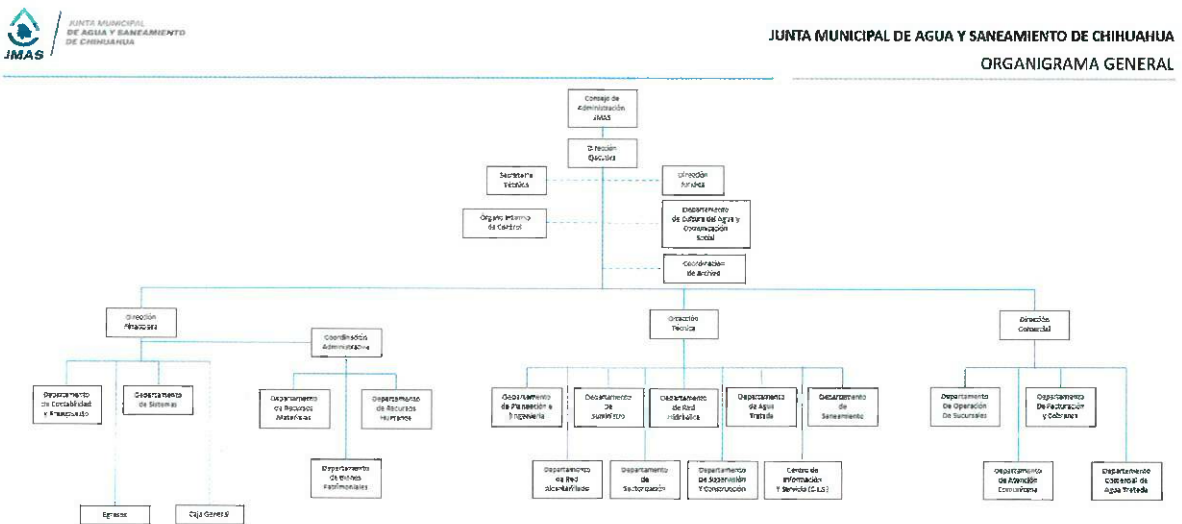 JUNTA MUNICIPAL
DE AGUA Y SANEAMIENTO
DE CHIHUAHUA
JMAS
JUNTA MUNICIPAL DE AGUA Y SANEAMIENTO DE CHIHUAHUA
ORGANIGRAMA GENERAL
Consejo de
Administración
JMAS
Dirección
Ejecutiva
Secretaría
Técnica
Dirección
Jurídica
Órgano Interno
de Control
Departamento
de Cultura del Agua y
Comunicación
Social
Coordinación
de Archivo
Dirección
Financiera
Coordinación
Administrativa
Dirección
Técnica
Dirección
Comercial
Departamento
de Contabilidad
y Presupuesto
Departamento
de Sistemas
Departamento
de Recursos
Materiales
Departamento
de Recursos
Humanos
Departamento
de Planeación e
Ingeniería
Departamento
de
Suministro
Departamento
de Red
Hidráulica
Departamento
de Agua
Tratada
Departamento
de
Saneamiento
Departamento
De Operación
De Sucursales
Departamento
De Facturación
y Cobranza
Departamento
de Bienes
Patrimoniales
Departamento
de Red
Alcantarillado
Departamento
de
Sectorización
Departamento
De Supervisión
Y Construcción
Centro de
Información
Y Servicio (C.I.S)
Departamento
de Atención
Comunitaria
Departamento
Comercial de
Agua Tratada
Egresos
Caja General